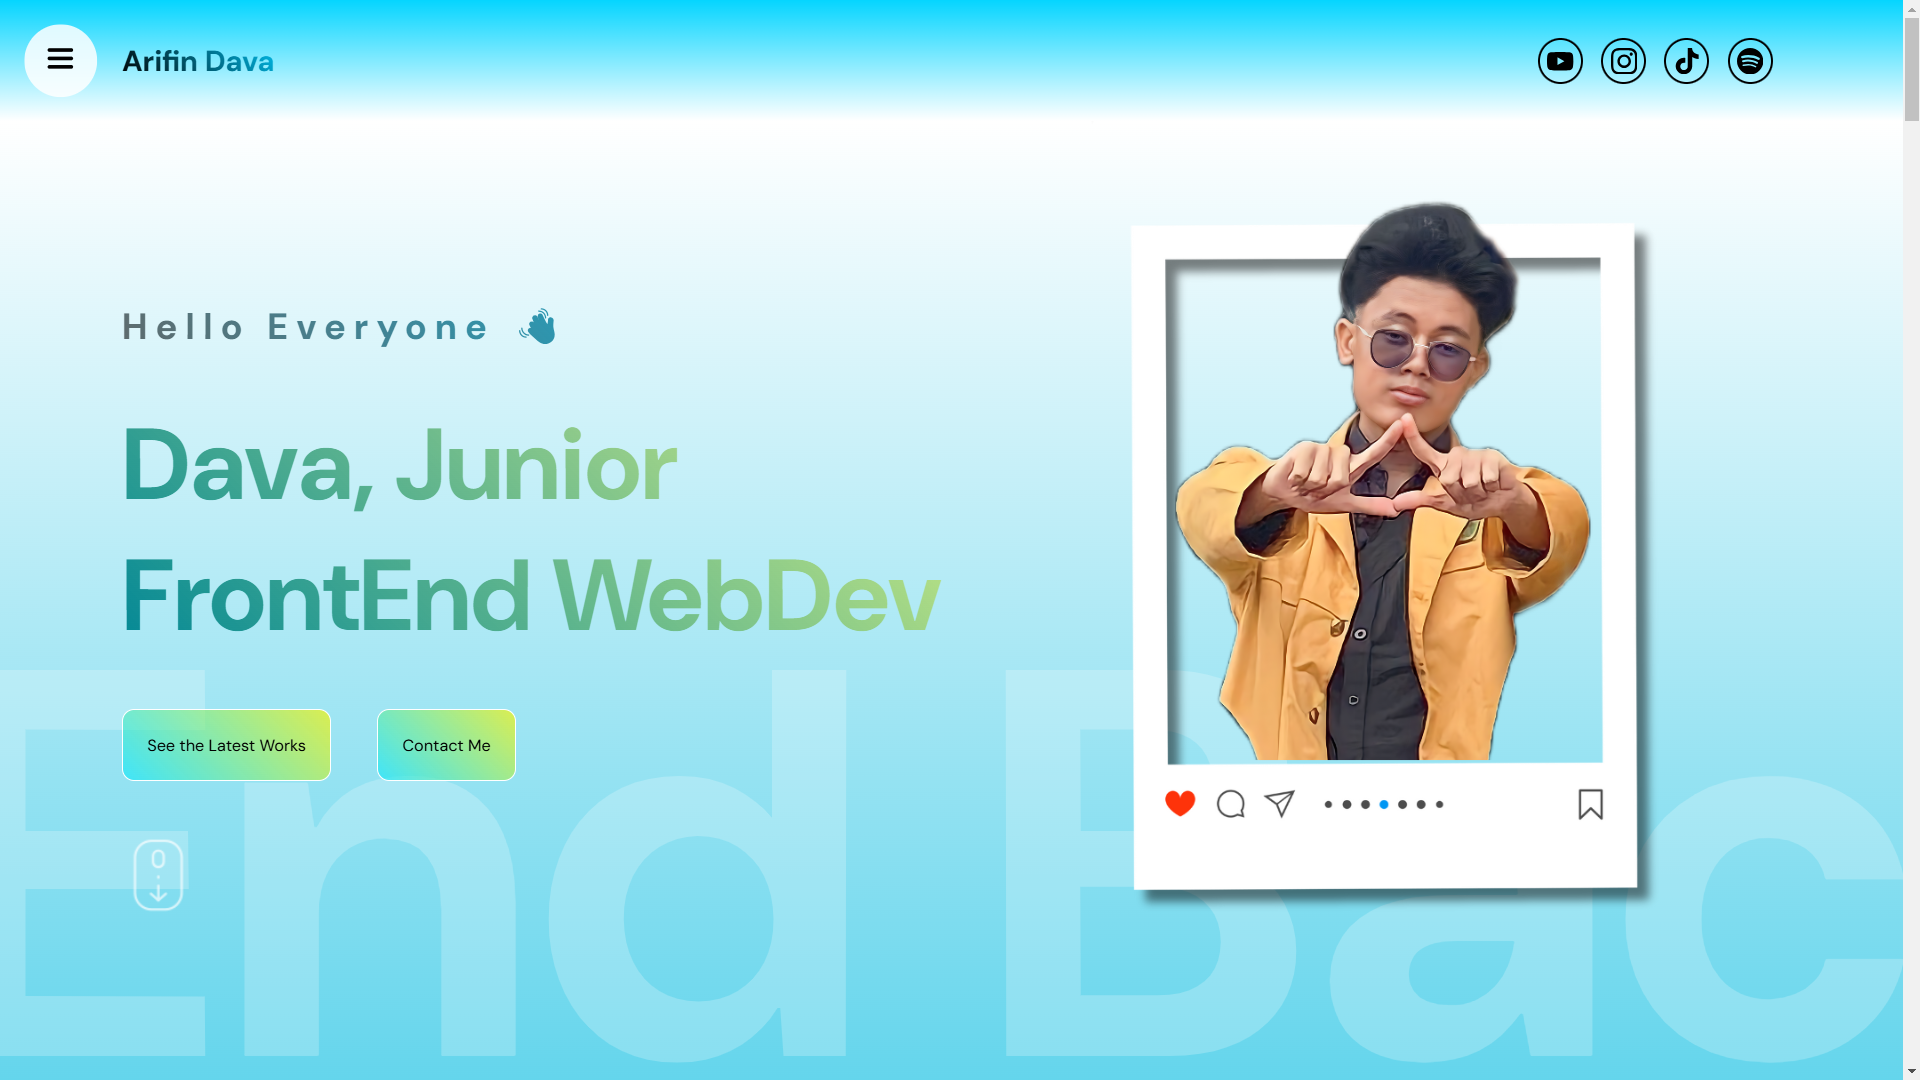 Arifin Dava
Hello Everyone
Dava, Junior
FrontEnd WebDev
See the Latest Works
Contact Me
End Bac